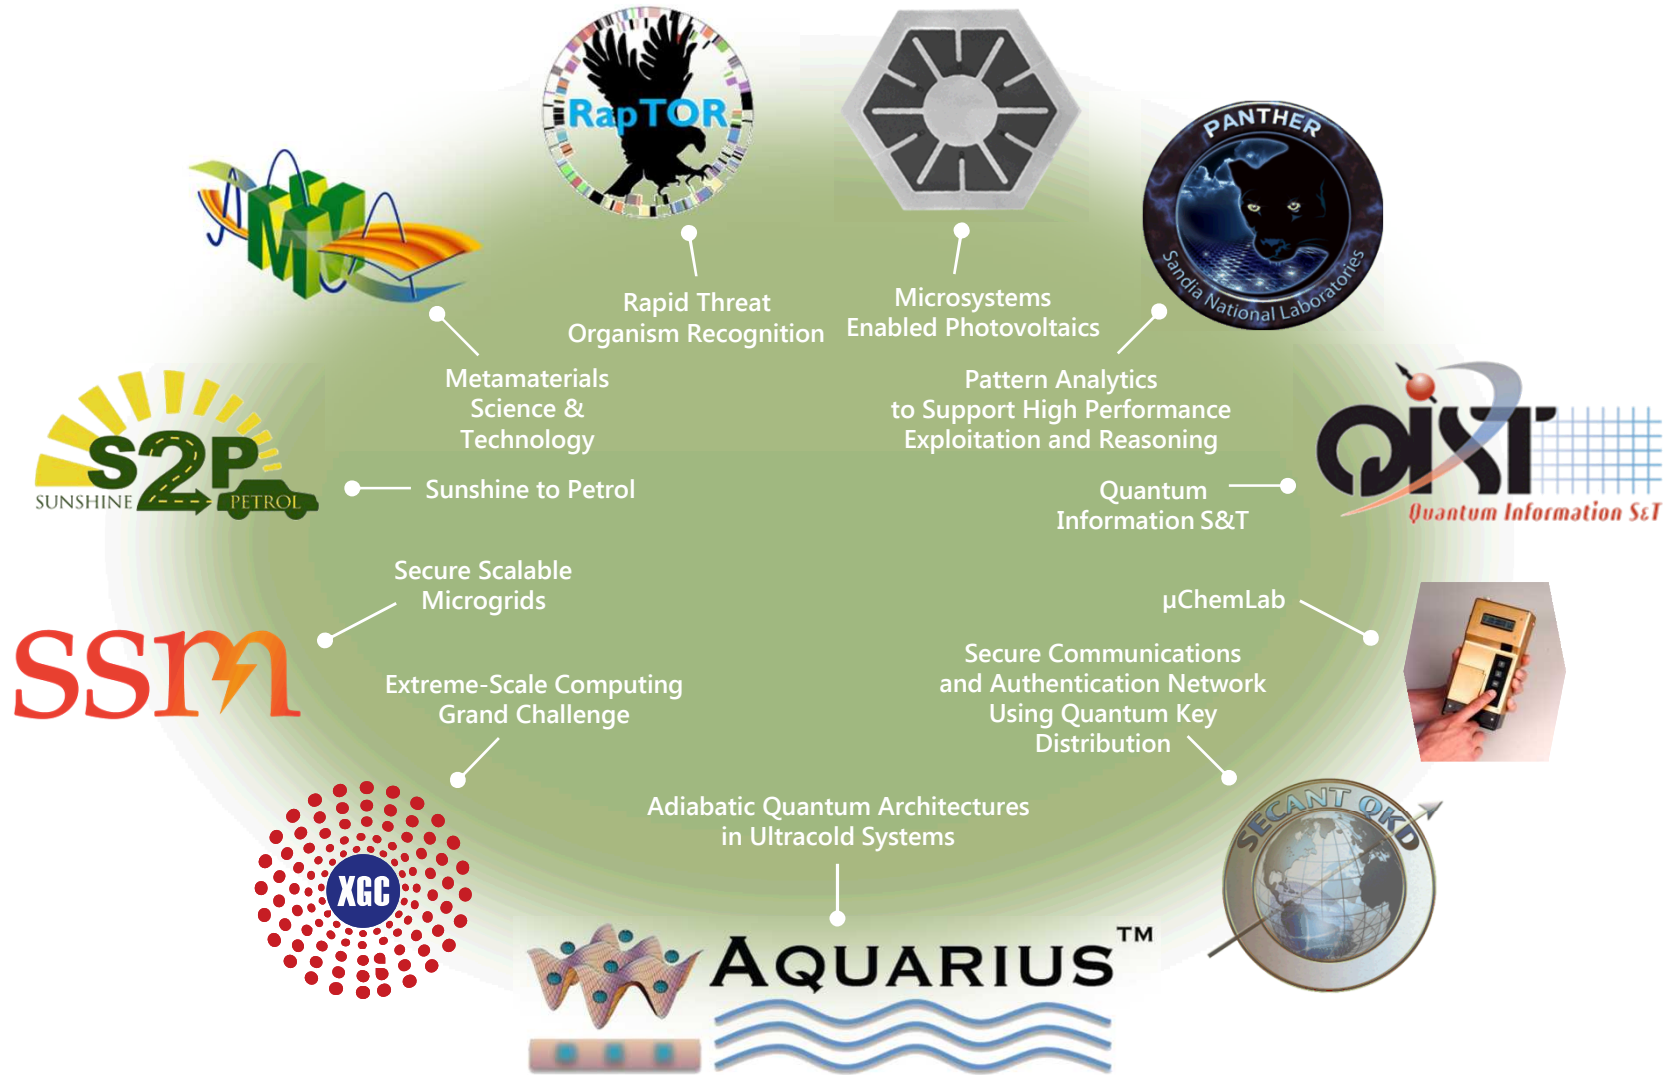 RapTOR
PANTHER
Sandia National Laboratories
Rapid Threat
Organism Recognition
Microsystems
Enabled Photovoltaics
Metamaterials
Science &
Technology
Pattern Analytics
to Support High Performance
Exploitation and Reasoning
S2P
SUNSHINE
PETROL
Sunshine to Petrol
Quantum
Information S&T
QIST
Quantum Information S&T
Secure Scalable
Microgrids
µChemLab
ssm
Extreme-Scale Computing
Grand Challenge
Secure Communications
and Authentication Network
Using Quantum Key
Distribution
XGC
Adiabatic Quantum Architectures
in Ultracold Systems
SECANT QKD
AQUARIUS™